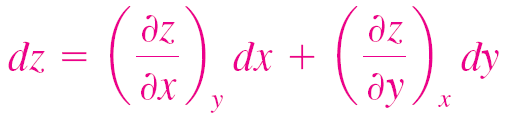 dz = (∂z/∂x)_y dx + (∂z/∂y)_x dy